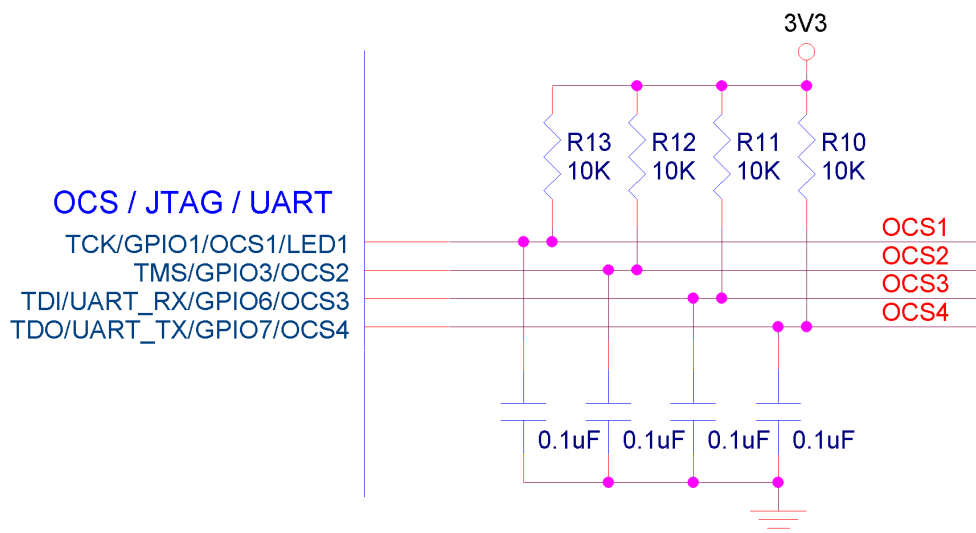 3V3
R13
10K
R12
10K
R11
10K
R10
10K
OCS / JTAG / UART
TCK/GPIO1/OCS1/LED1
TMS/GPIO3/OCS2
TDI/UART_RX/GPIO6/OCS3
TDO/UART_TX/GPIO7/OCS4
OCS1
OCS2
OCS3
OCS4
0.1uF
0.1uF
0.1uF
0.1uF